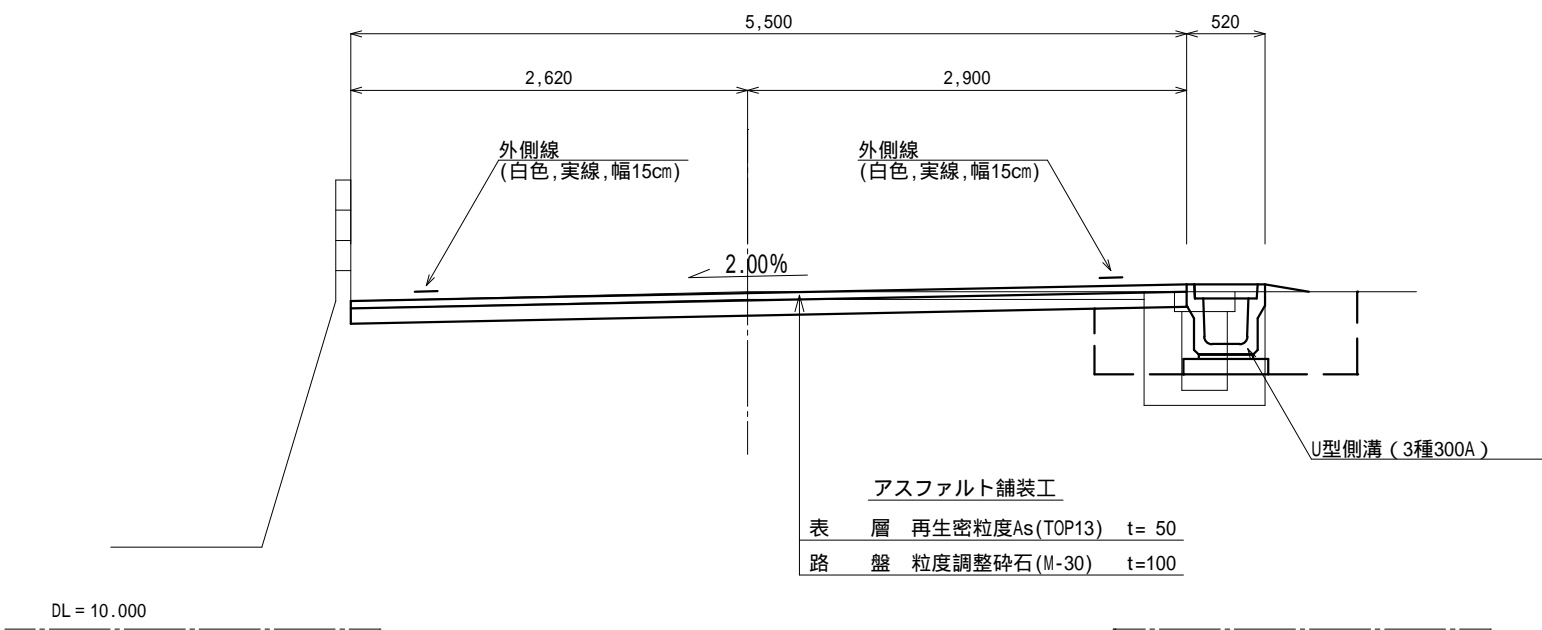 5,500
520
2,620
2,900
外側線
(白色,実線,幅15cm)
外側線
(白色,実線,幅15cm)
2.00%
U型側溝(3種300A)
アスファルト舗装工
表 層 再生密粒度As(TOP13) t= 50
路 盤 粒度調整砕石(M-30) t=100
DL=10.000